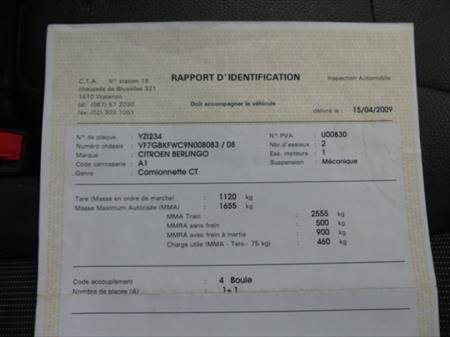 C.T.A. N° station 18
chaussée de Bruxelles 321
1410 Waterloo
tél: (087) 57 2030
fax: (02) 303 1051
RAPPORT D'IDENTIFICATION
Inspection Automobile
Doit accompagner le véhicule
délivré le : 15/04/2009
N° de plaque : YZI234
N° PVA : U00830
Numéro châssis : VF7GBKFWC9N008083 / 08
Nbr.d'essieux : 2
Marque : CITROEN BERLINGO
Ess. moteurs : 1
Code carrosserie : A1
Suspension : Mécanique
Genre : Camionnette CT
Tare (Masse en ordre de marche) : 1120 kg
Masse Maximum Autorisée (MMA) : 1655 kg
MMA Train : 2555 kg
MMRA sans frein : 500 kg
MMRA avec frein à inertie : 900 kg
Charge utile (MMA - Tare - 75 kg) : 460 kg
Code accouplement : 4 Boule
Nombre de places (A) : 1+ 1